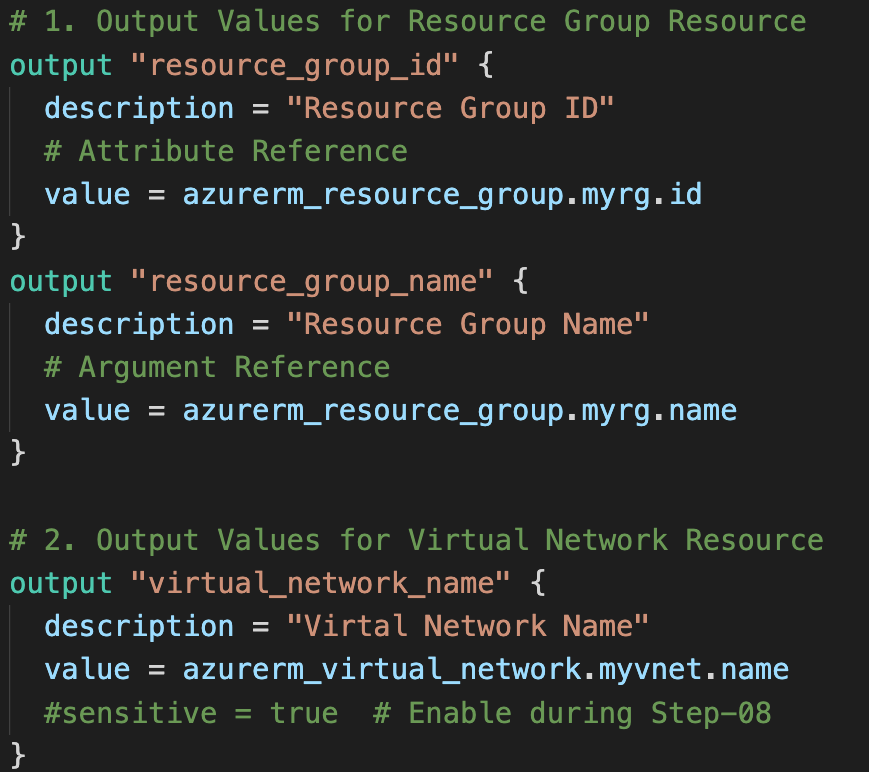 # 1. Output Values for Resource Group Resource
output "resource_group_id" {
  description = "Resource Group ID"
  # Attribute Reference
  value = azurerm_resource_group.myrg.id
}
output "resource_group_name" {
  description = "Resource Group Name"
  # Argument Reference
  value = azurerm_resource_group.myrg.name
}

# 2. Output Values for Virtual Network Resource
output "virtual_network_name" {
  description = "Virtal Network Name"
  value = azurerm_virtual_network.myvnet.name
  #sensitive = true  # Enable during Step-08
}